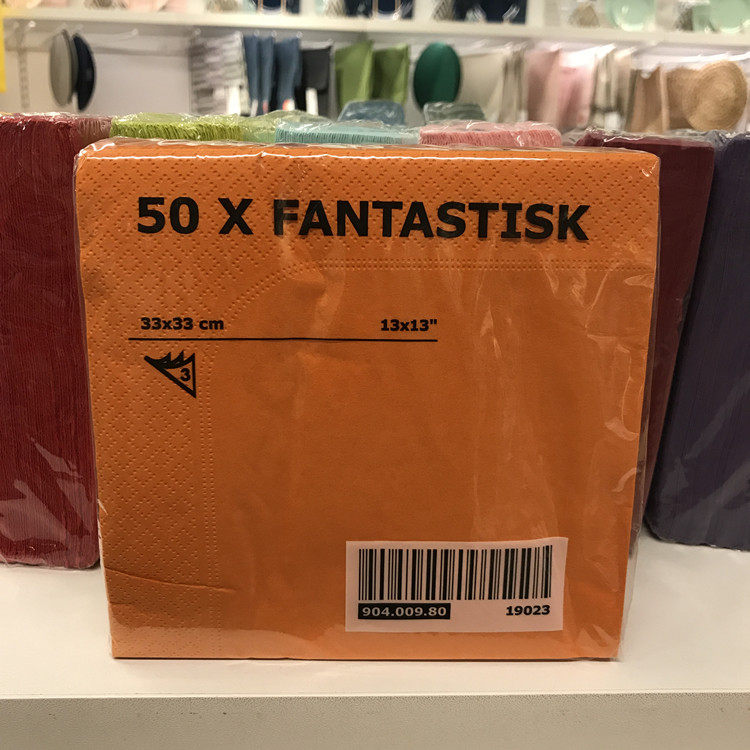 50 X FANTASTISK
33x33 cm 13x13"
3
904.009.80 19023